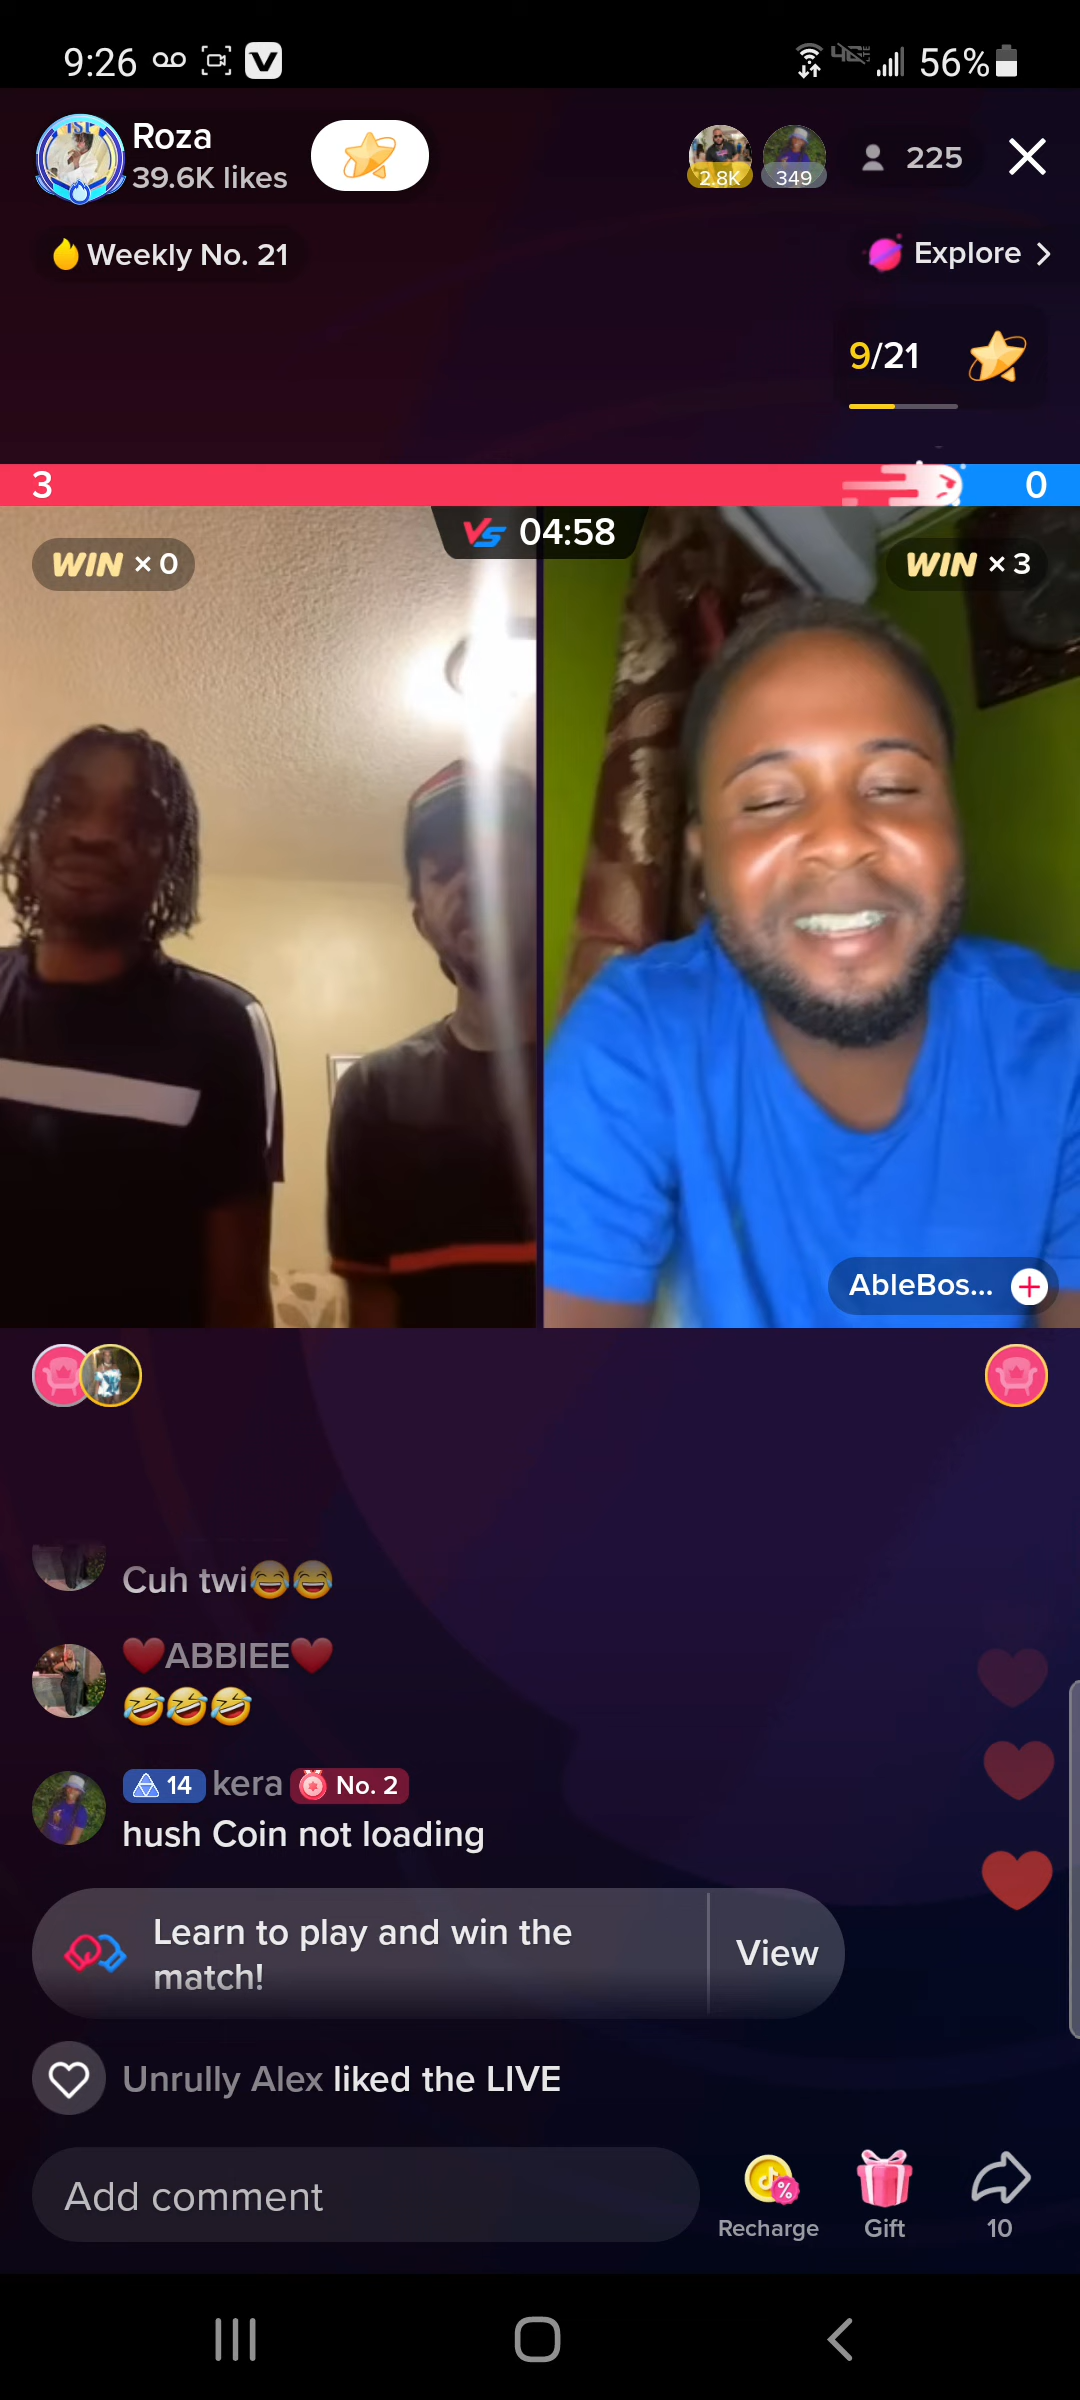 9:26
56%
Roza
39.6K likes
2.8K
349
225
Weekly No. 21
Explore
9/21
3
0
VS 04:58
WIN × 0
WIN × 3
AbleBos...
Cuh twi😂😂
❤️ABBIEE❤️
🤣🤣🤣
14 kera No. 2
hush Coin not loading
Learn to play and win the
match!
View
Unrully Alex liked the LIVE
Add comment
Recharge
Gift
10